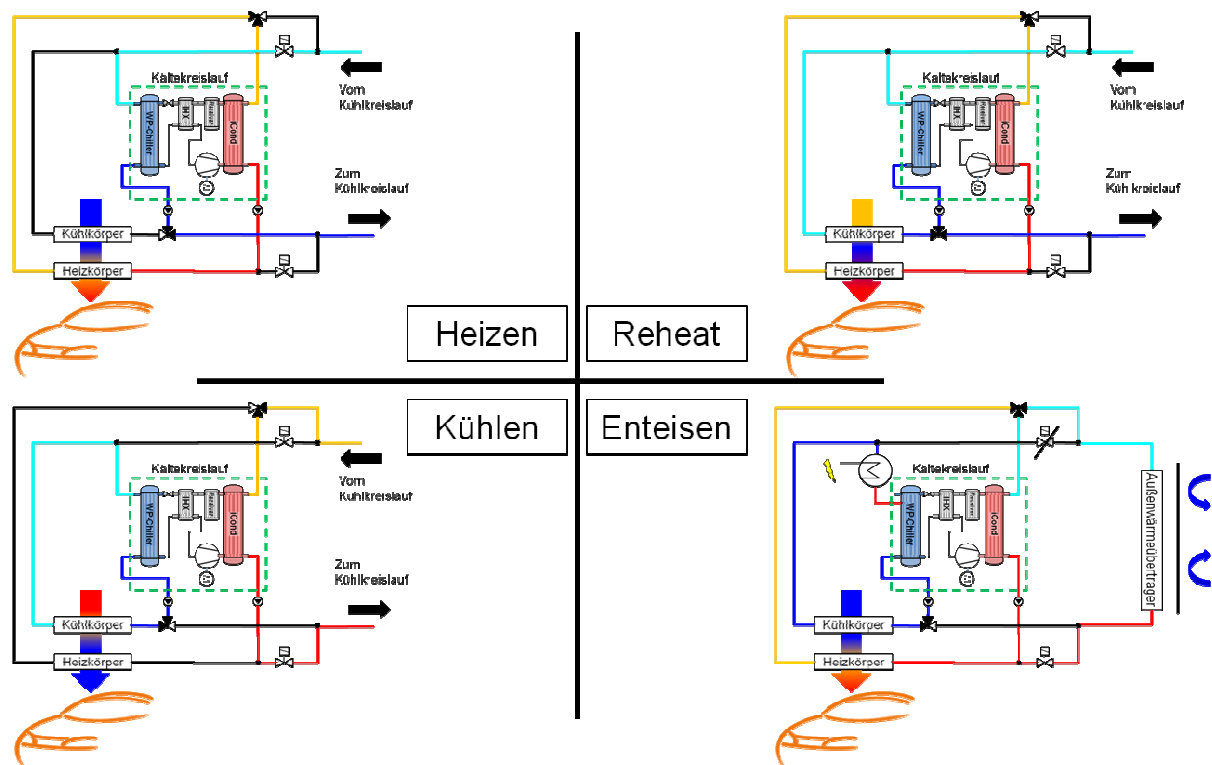 Kältekreislauf
WP-Chiller
IHX
Receiver
iCond
Vom
Kühlkreislauf
Zum
Kühlkreislauf
Kühlkörper
Heizkörper
Heizen
Kältekreislauf
WP-Chiller
IHX
Receiver
iCond
Vom
Kühlkreislauf
Zum
Kühlkreislauf
Kühlkörper
Heizkörper
Reheat
Kühlen
Kältekreislauf
WP-Chiller
IHX
Receiver
iCond
Vom
Kühlkreislauf
Zum
Kühlkreislauf
Kühlkörper
Heizkörper
Enteisen
M
Kältekreislauf
WP-Chiller
IHX
Receiver
iCond
Außenwärmeübertrager
Kühlkörper
Heizkörper